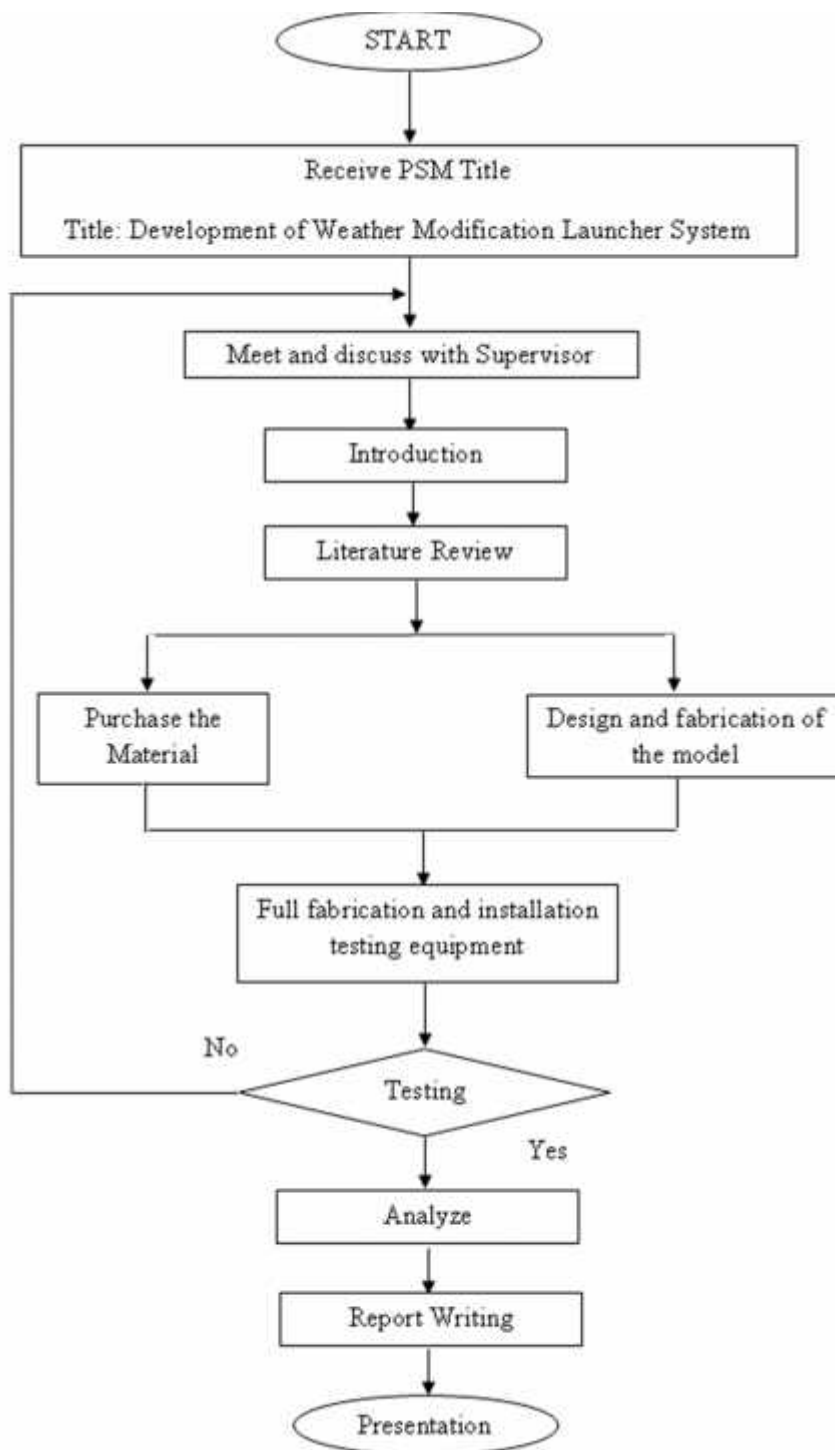 START
Receive PSM Title
Title: Development of Weather Modification Launcher System
Meet and discuss with Supervisor
Introduction
Literature Review
Purchase the
Material
Design and fabrication of
the model
Full fabrication and installation
testing equipment
No
Testing
Yes
Analyze
Report Writing
Presentation